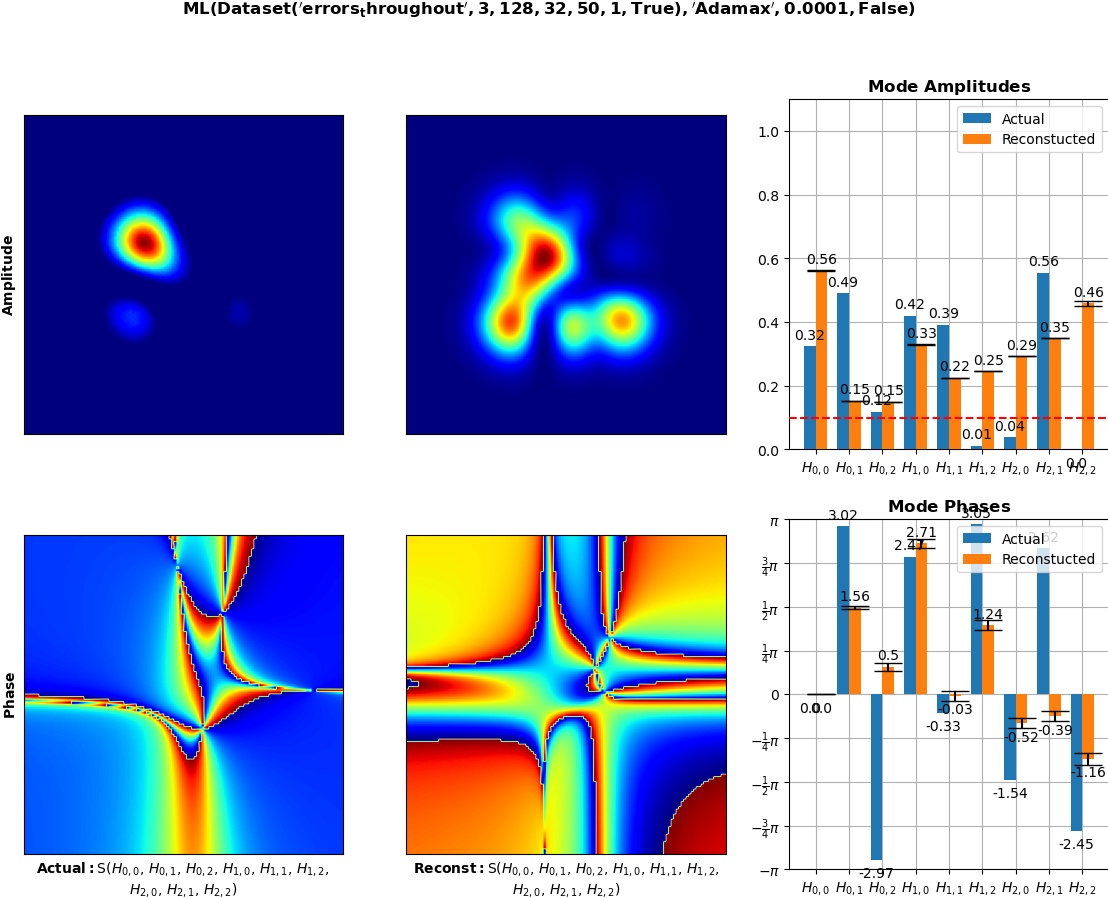 ML(Dataset('errors_throughout', 3, 128, 32, 50, 1, True), 'Adamax', 0.0001, False)
Mode Amplitudes
Actual
Reconstucted
Amplitude
1.0
0.8
0.6
0.4
0.2
0.0
0.32
0.56
0.49
0.15
0.12
0.15
0.42
0.33
0.39
0.22
0.01
0.25
0.04
0.29
0.56
0.35
0.0
0.46
H0,0 H0,1 H0,2 H1,0 H1,1 H1,2 H2,0 H2,1 H2,2
Mode Phases
Actual
Reconstucted
Phase
π
3/4π
1/2π
1/4π
0
−1/4π
−1/2π
−3/4π
−π
0.0
0.0
3.02
1.56
-2.97
0.5
2.71
-0.33
-0.03
3.05
1.24
-1.54
-0.52
-0.39
-2.45
-1.16
H0,0 H0,1 H0,2 H1,0 H1,1 H1,2 H2,0 H2,1 H2,2
Actual: S(H0,0, H0,1, H0,2, H1,0, H1,1, H1,2,
H2,0, H2,1, H2,2)
Reconst: S(H0,0, H0,1, H0,2, H1,0, H1,1, H1,2,
H2,0, H2,1, H2,2)